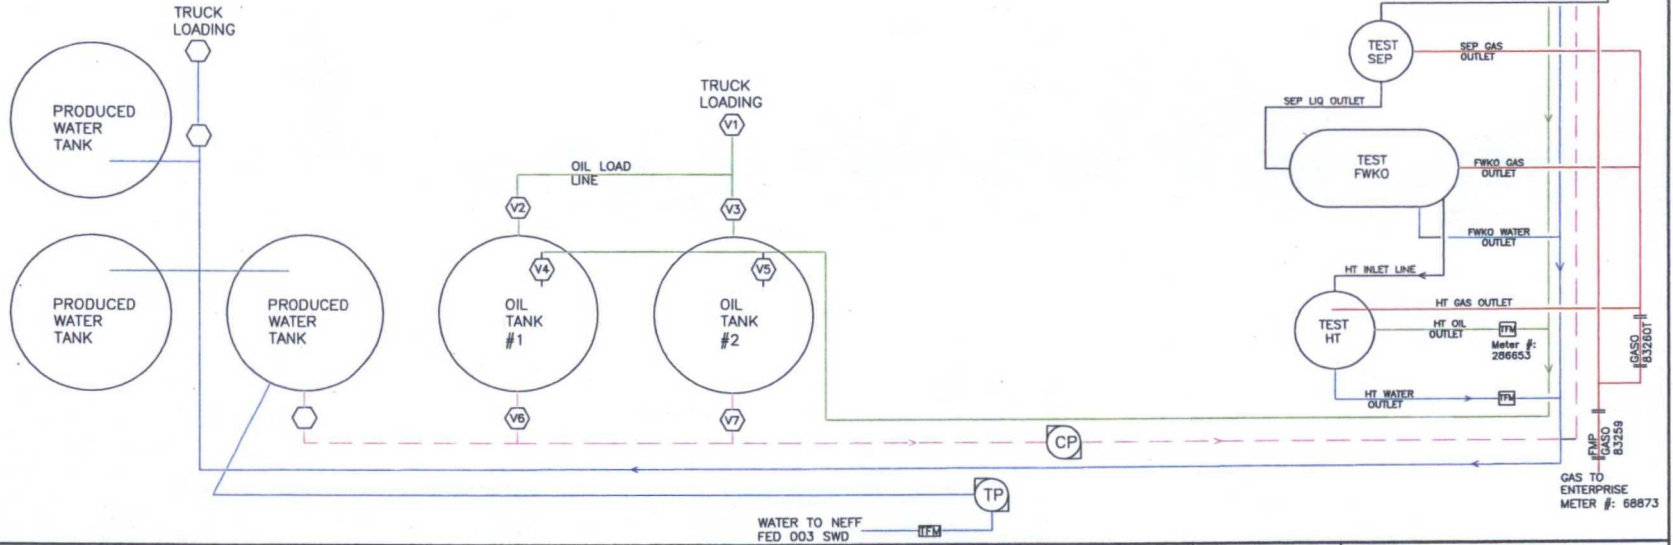 TRUCK
LOADING
PRODUCED
WATER
TANK
PRODUCED
WATER
TANK
PRODUCED
WATER
TANK
TRUCK
LOADING
V1
OIL LOAD
LINE
V2
V3
V4
V5
OIL
TANK
#1
OIL
TANK
#2
V6
V7
CP
TP
WATER TO NEFF
FED 003 SWD
TFM
TEST
SEP
SEP GAS
OUTLET
SEP LIQ OUTLET
TEST
FWKO
FWKO GAS
OUTLET
FWKO WATER
OUTLET
HT INLET LINE
HT GAS OUTLET
TEST
HT
HT OIL
OUTLET
TFM
Meter #:
286653
HT WATER
OUTLET
TFM
GASO
83260T
FMP
GASO
83259
GAS TO
ENTERPRISE
METER #: 68873